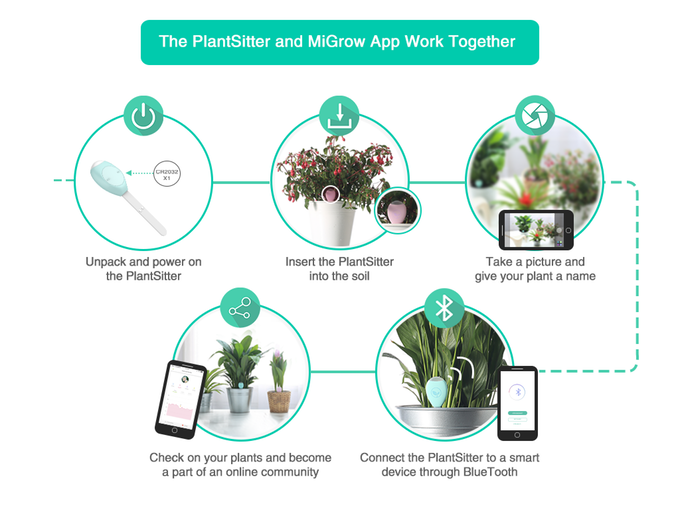 The PlantSitter and MiGrow App Work Together
CR2032
X1
Unpack and power on
the PlantSitter
Insert the PlantSitter
into the soil
Take a picture and
give your plant a name
Check on your plants and become
a part of an online community
Connect the PlantSitter to a smart
device through BlueTooth